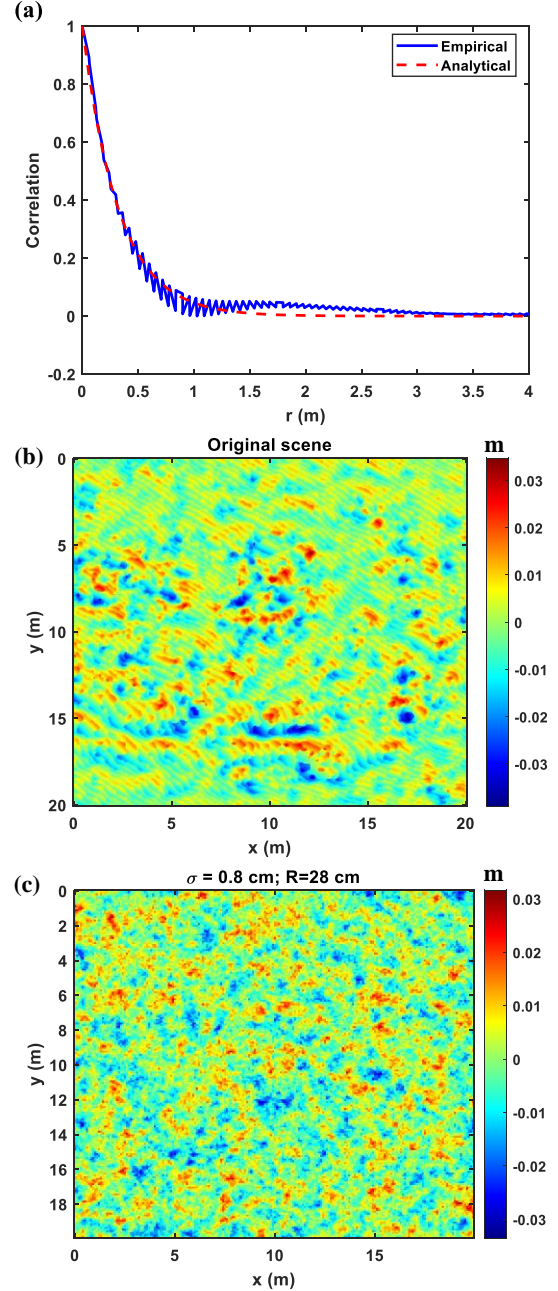 (a)
1
0.8
0.6
0.4
0.2
0
-0.2
Correlation
Empirical
Analytical
0 0.5 1 1.5 2 2.5 3 3.5 4
r (m)
(b)
Original scene
m
0
5
10
15
20
y (m)
0 5 10 15 20
x (m)
0.03
0.02
0.01
0
-0.01
-0.02
-0.03
(c)
σ = 0.8 cm; R=28 cm
m
0
2
4
6
8
10
12
14
16
18
y (m)
0 5 10 15
x (m)
0.03
0.02
0.01
0
-0.01
-0.02
-0.03